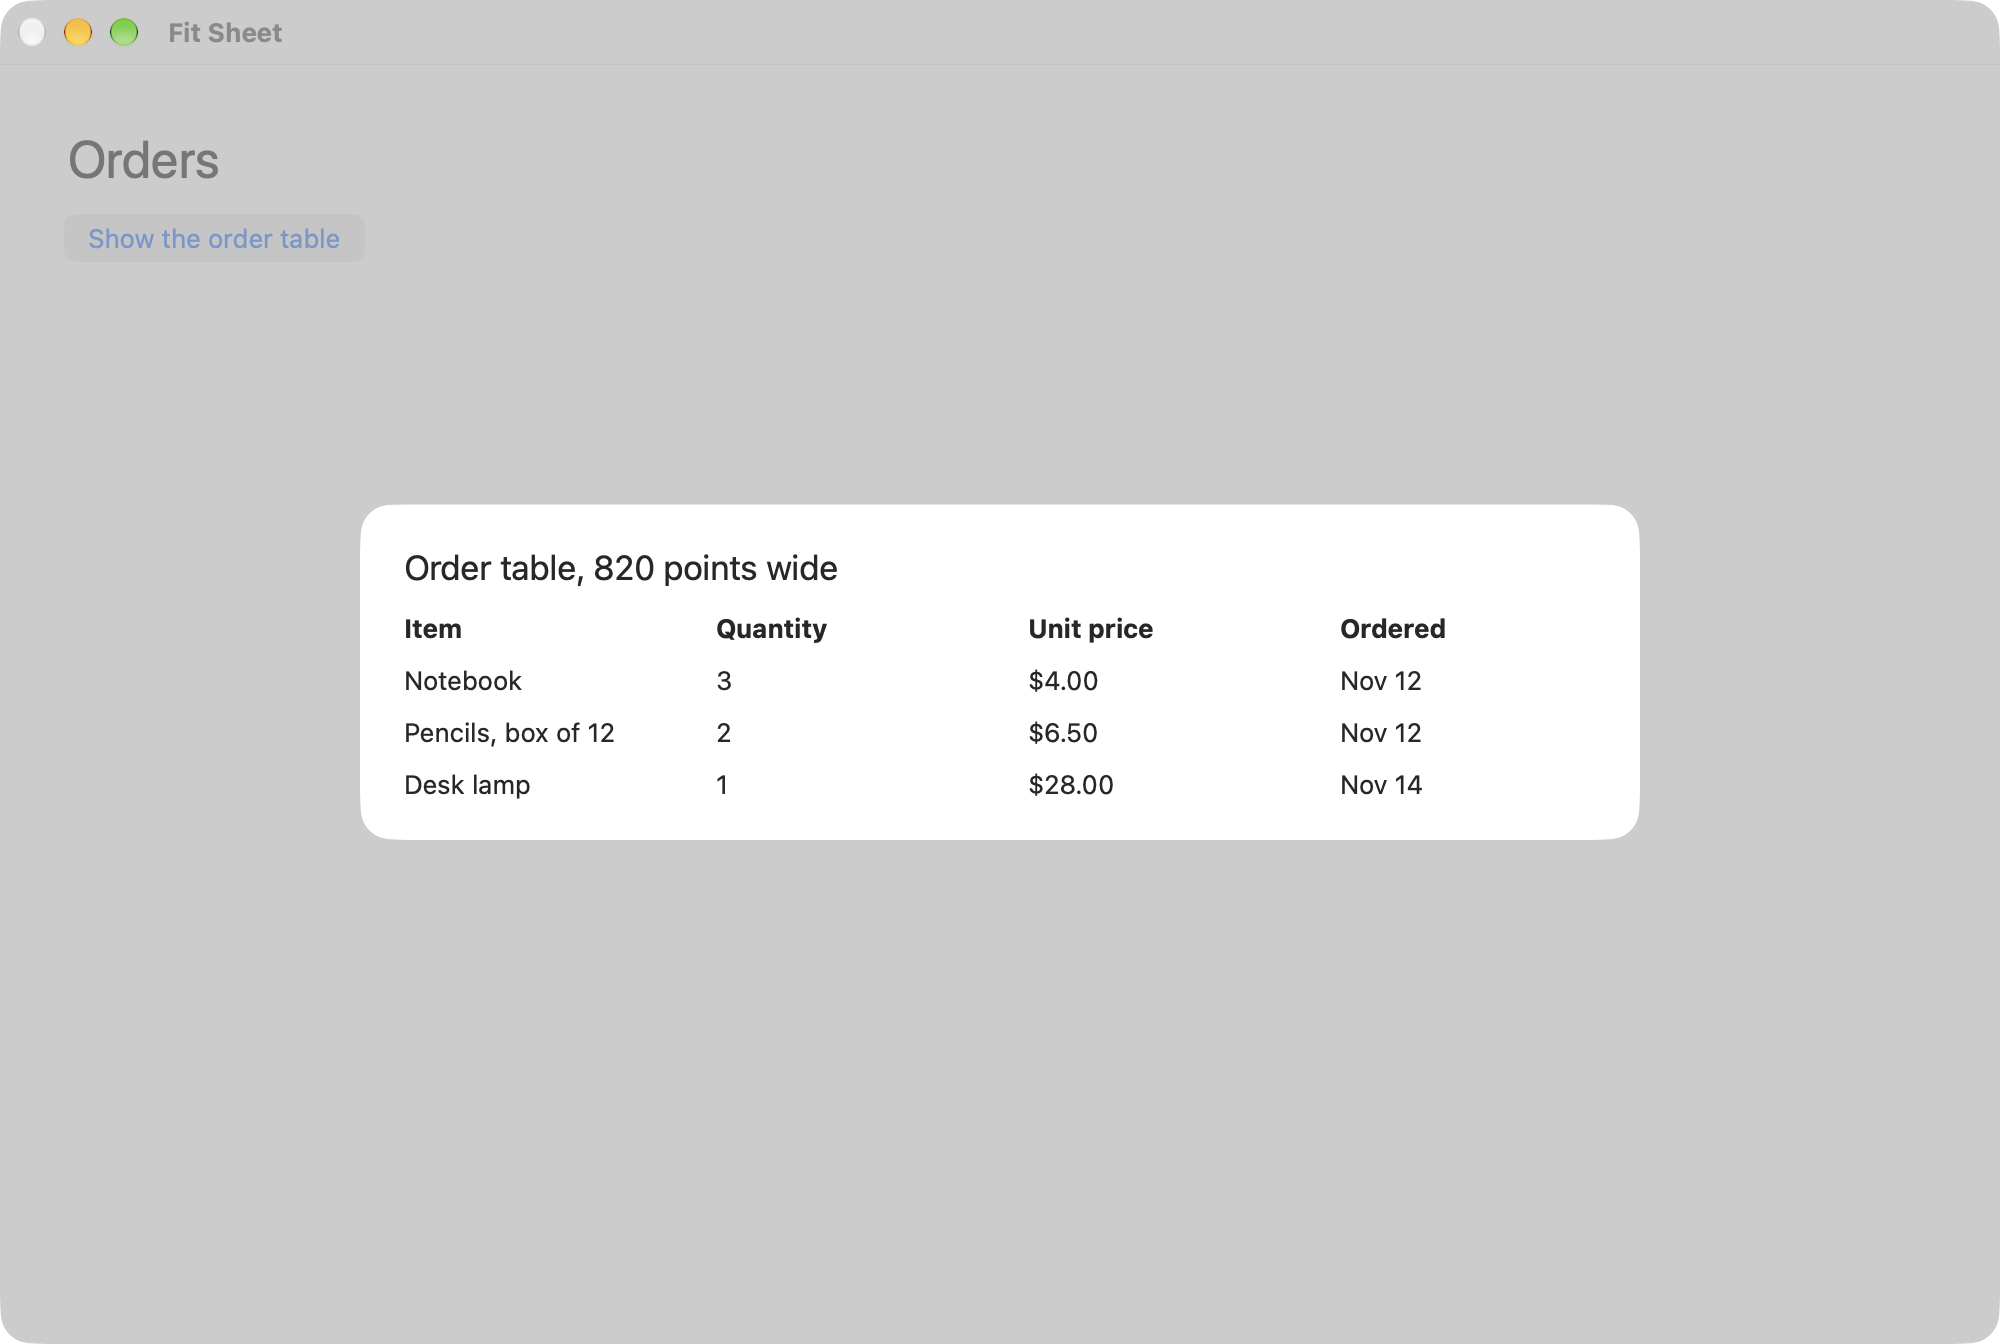 Fit Sheet
Orders
Show the order table
Order table, 820 points wide
Item Quantity Unit price Ordered
Notebook 3 $4.00 Nov 12
Pencils, box of 12 2 $6.50 Nov 12
Desk lamp 1 $28.00 Nov 14